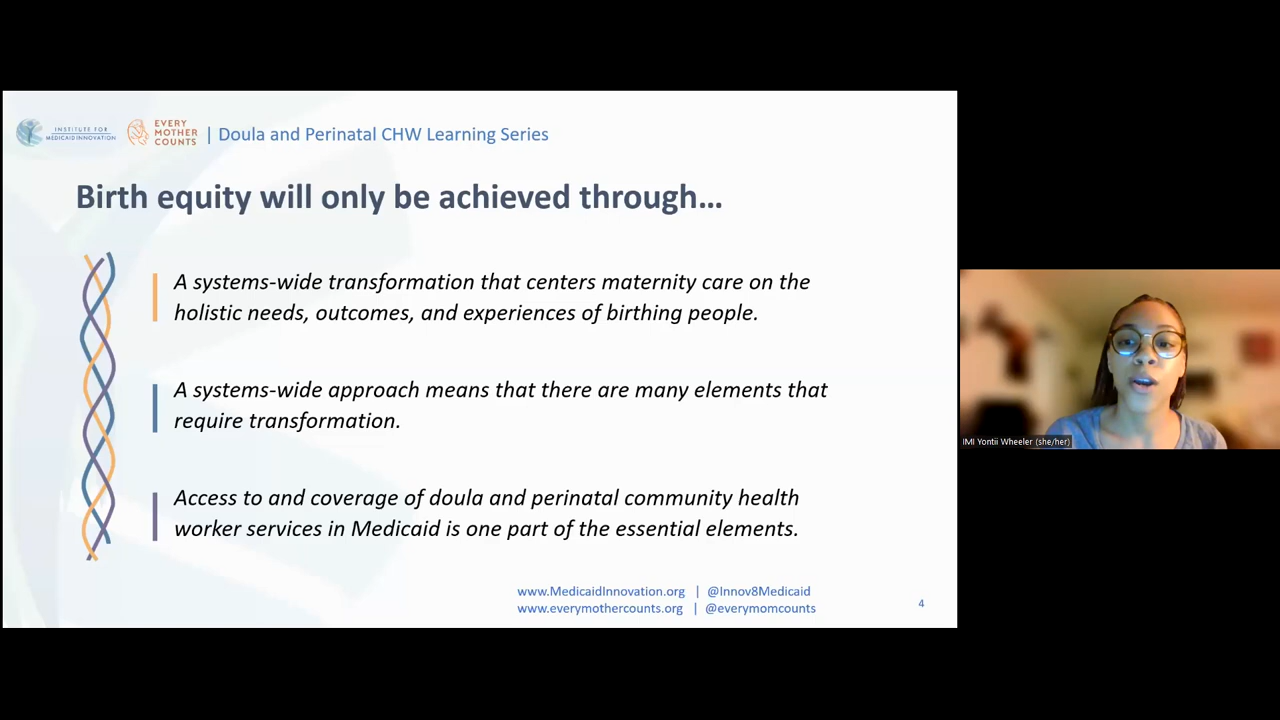 INSTITUTE FOR
MEDICAID INNOVATION
EVERY
MOTHER
COUNTS
| Doula and Perinatal CHW Learning Series
Birth equity will only be achieved through…
A systems-wide transformation that centers maternity care on the
holistic needs, outcomes, and experiences of birthing people.
A systems-wide approach means that there are many elements that
require transformation.
Access to and coverage of doula and perinatal community health
worker services in Medicaid is one part of the essential elements.
www.MedicaidInnovation.org | @Innov8Medicaid
www.everymothercounts.org | @everymomcounts
4
IMI Yontii Wheeler (she/her)